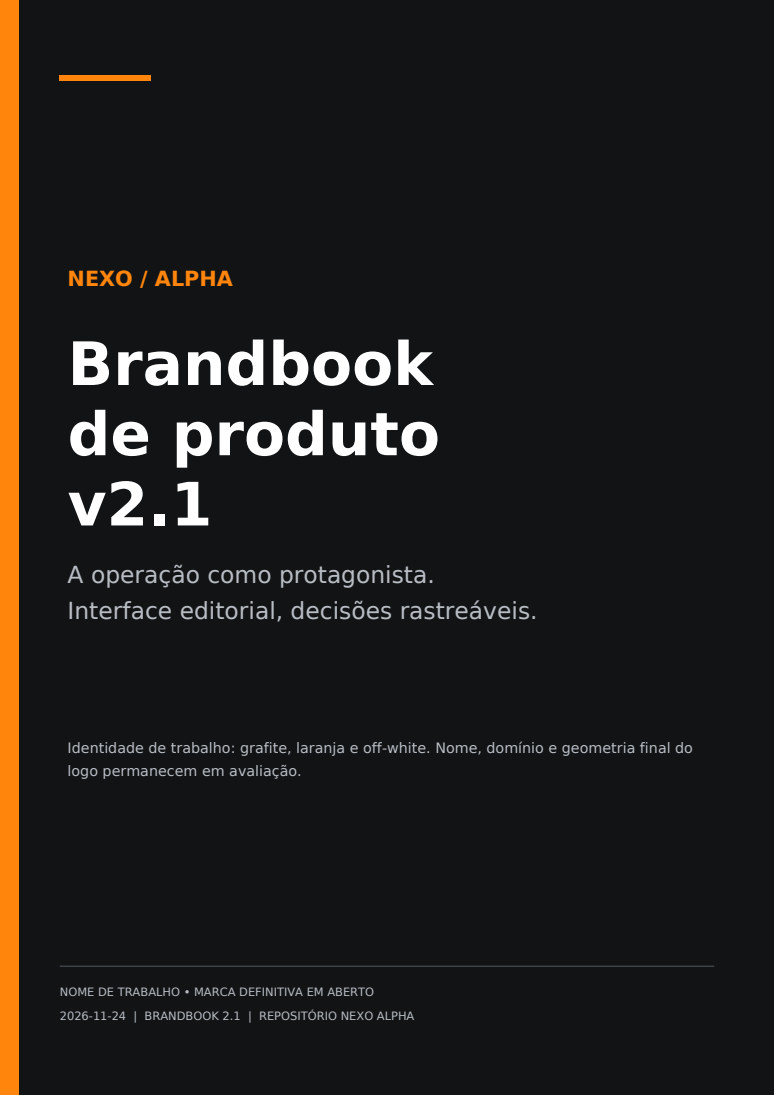 NEXO / ALPHA
Brandbook
de produto
v2.1
A operação como protagonista.
Interface editorial, decisões rastreáveis.
Identidade de trabalho: grafite, laranja e off-white. Nome, domínio e geometria final do
logo permanecem em avaliação.
NOME DE TRABALHO • MARCA DEFINITIVA EM ABERTO
2026-11-24 | BRANDBOOK 2.1 | REPOSITÓRIO NEXO ALPHA